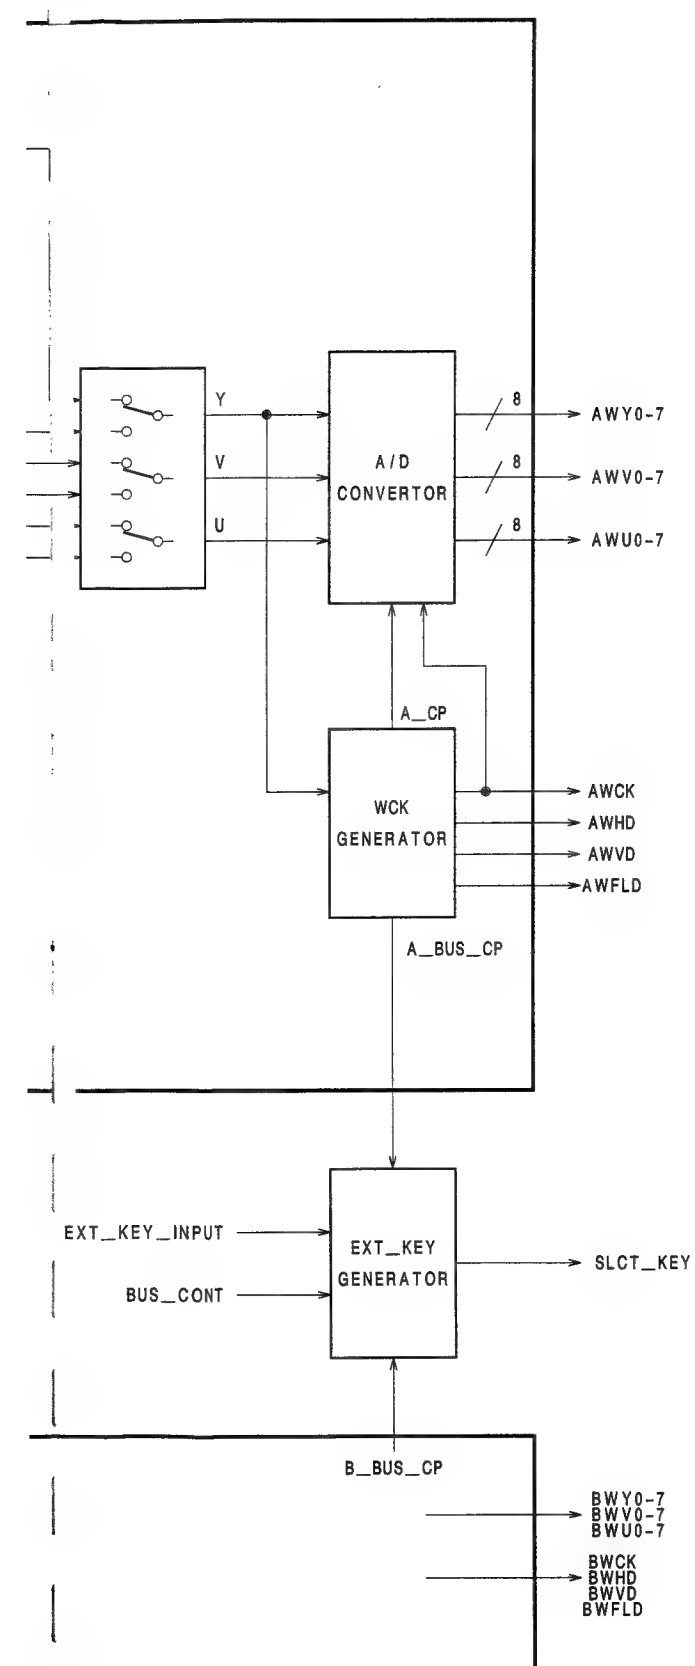 Y
8
AWY0-7
V
A/D
CONVERTOR
8
AWV0-7
U
8
AWU0-7
A_CP
WCK
GENERATOR
AWCK
AWHD
AWVD
AWFLD
A_BUS_CP
EXT_KEY_INPUT
BUS_CONT
EXT_KEY
GENERATOR
SLCT_KEY
B_BUS_CP
BWY0-7
BWV0-7
BWU0-7
BWCK
BWHD
BWVD
BWFLD